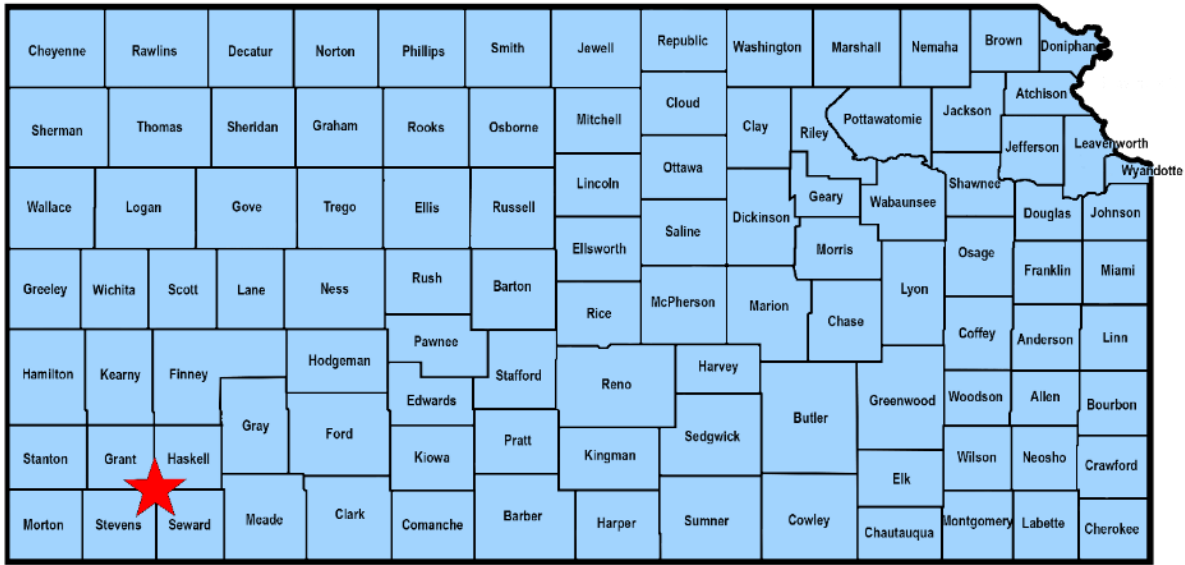 Cheyenne Rawlins Decatur Norton Phillips Smith Jewell Republic Washington Marshall Nemaha Brown Doniphan
Sherman Thomas Sheridan Graham Rooks Osborne Mitchell Cloud Clay Riley Pottawatomie Jackson Atchison
Jefferson Leavenworth
Wyandotte
Wallace Logan Gove Trego Ellis Russell Lincoln Ottawa Dickinson Geary Wabaunsee Shawnee Douglas Johnson
Ellsworth Saline Morris
Greeley Wichita Scott Lane Ness Rush Barton Rice McPherson Marion Chase Lyon Osage Franklin Miami
Hamilton Kearny Finney Hodgeman Pawnee Stafford Reno Harvey Coffey Anderson Linn
Edwards Butler Greenwood Woodson Allen Bourbon
Stanton Grant Haskell Gray Ford Kiowa Pratt Kingman Sedgwick Elk Wilson Neosho Crawford
Morton Stevens Seward Meade Clark Comanche Barber Harper Sumner Cowley Chautauqua Montgomery Labette Cherokee